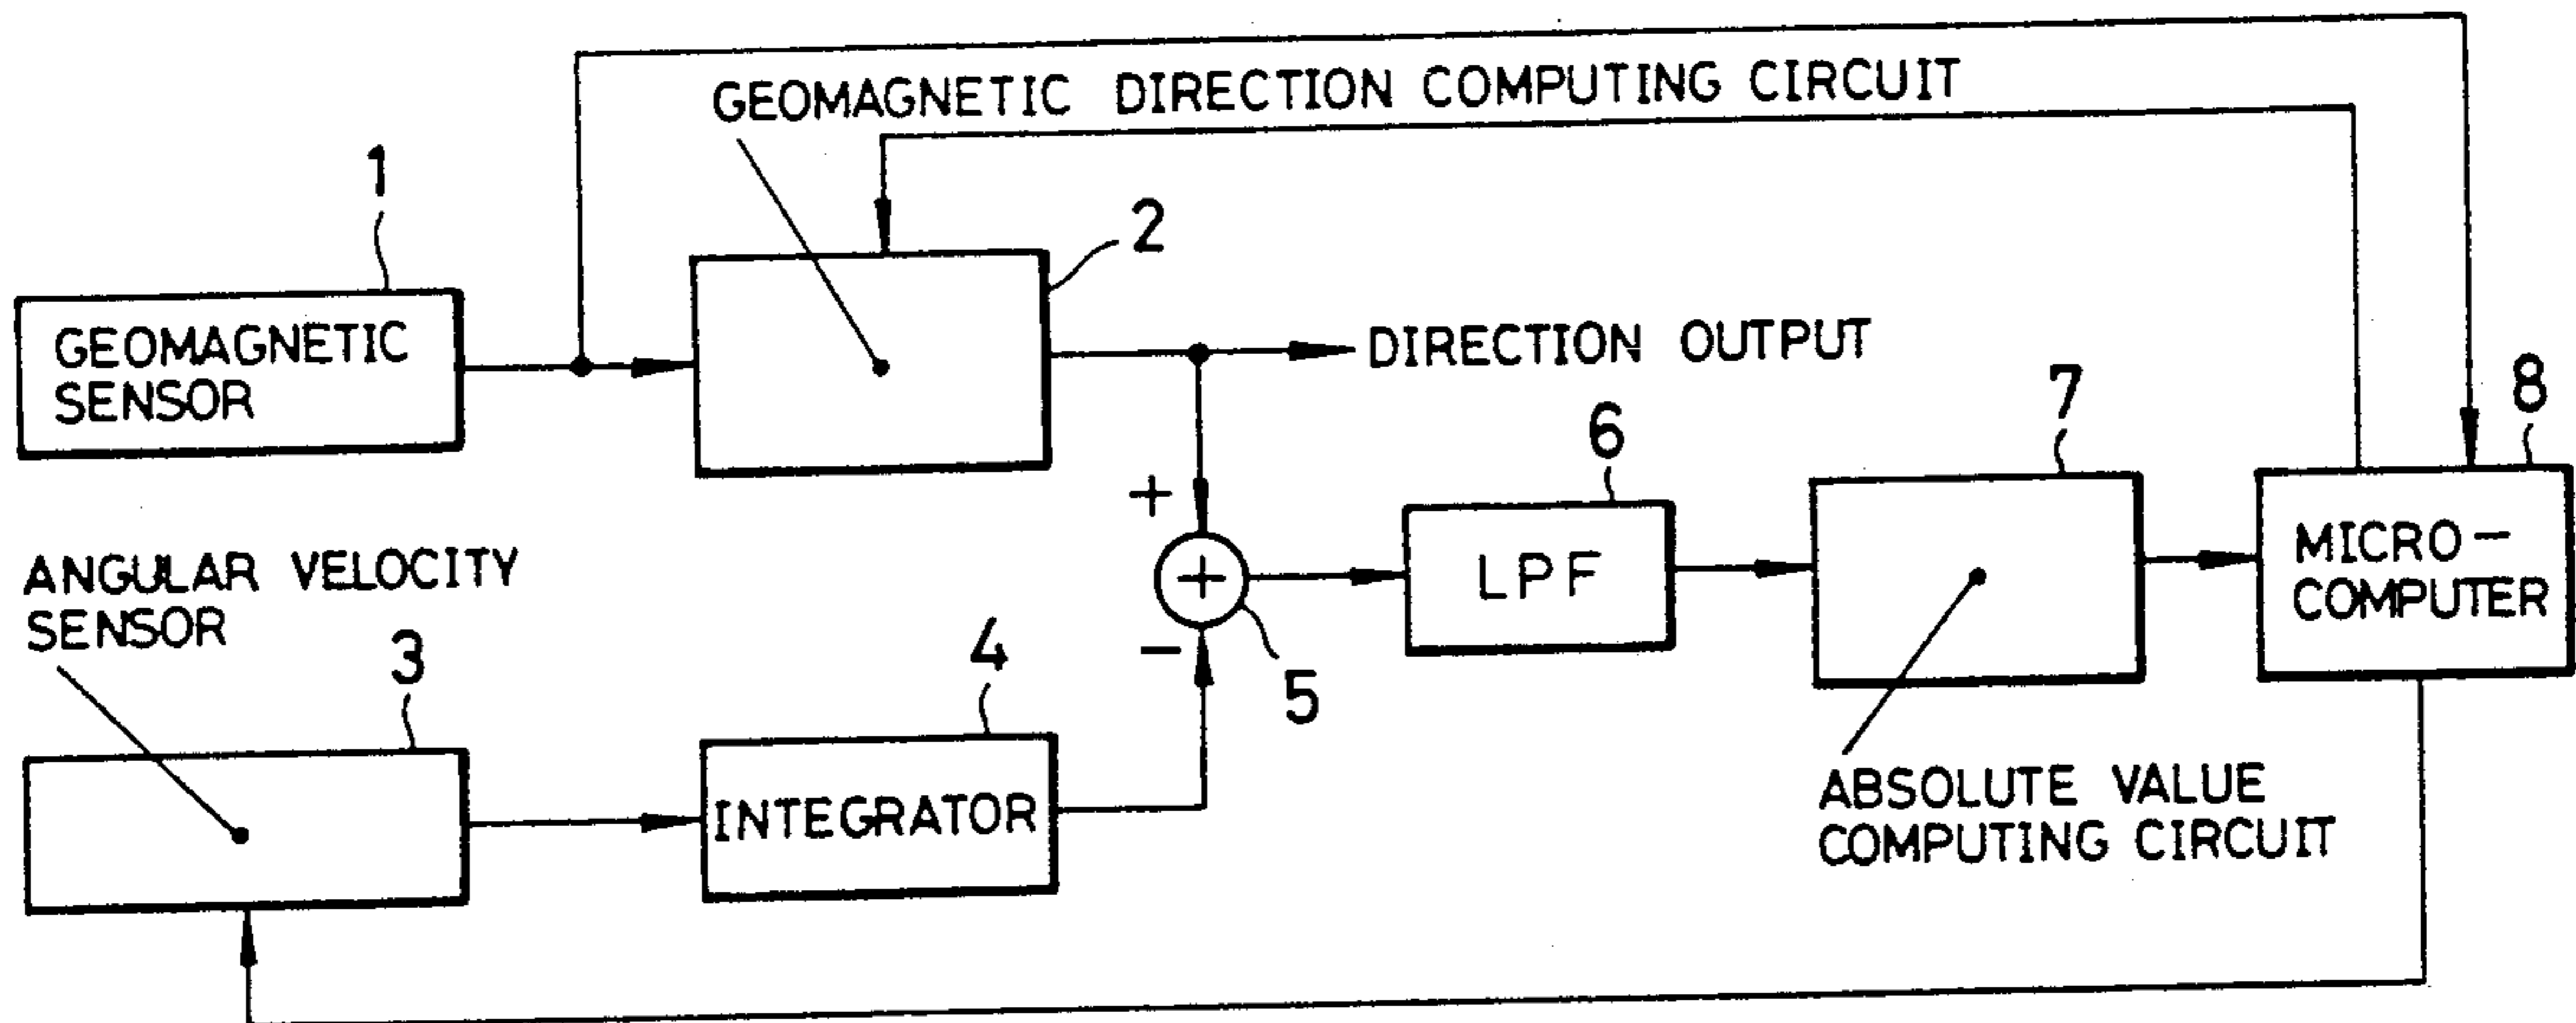 GEOMAGNETIC DIRECTION COMPUTING CIRCUIT
1
2
GEOMAGNETIC
SENSOR
DIRECTION OUTPUT
7
8
6
+
MICRO-
COMPUTER
LPF
+
ANGULAR VELOCITY
SENSOR
-
3
4
5
INTEGRATOR
ABSOLUTE VALUE
COMPUTING CIRCUIT